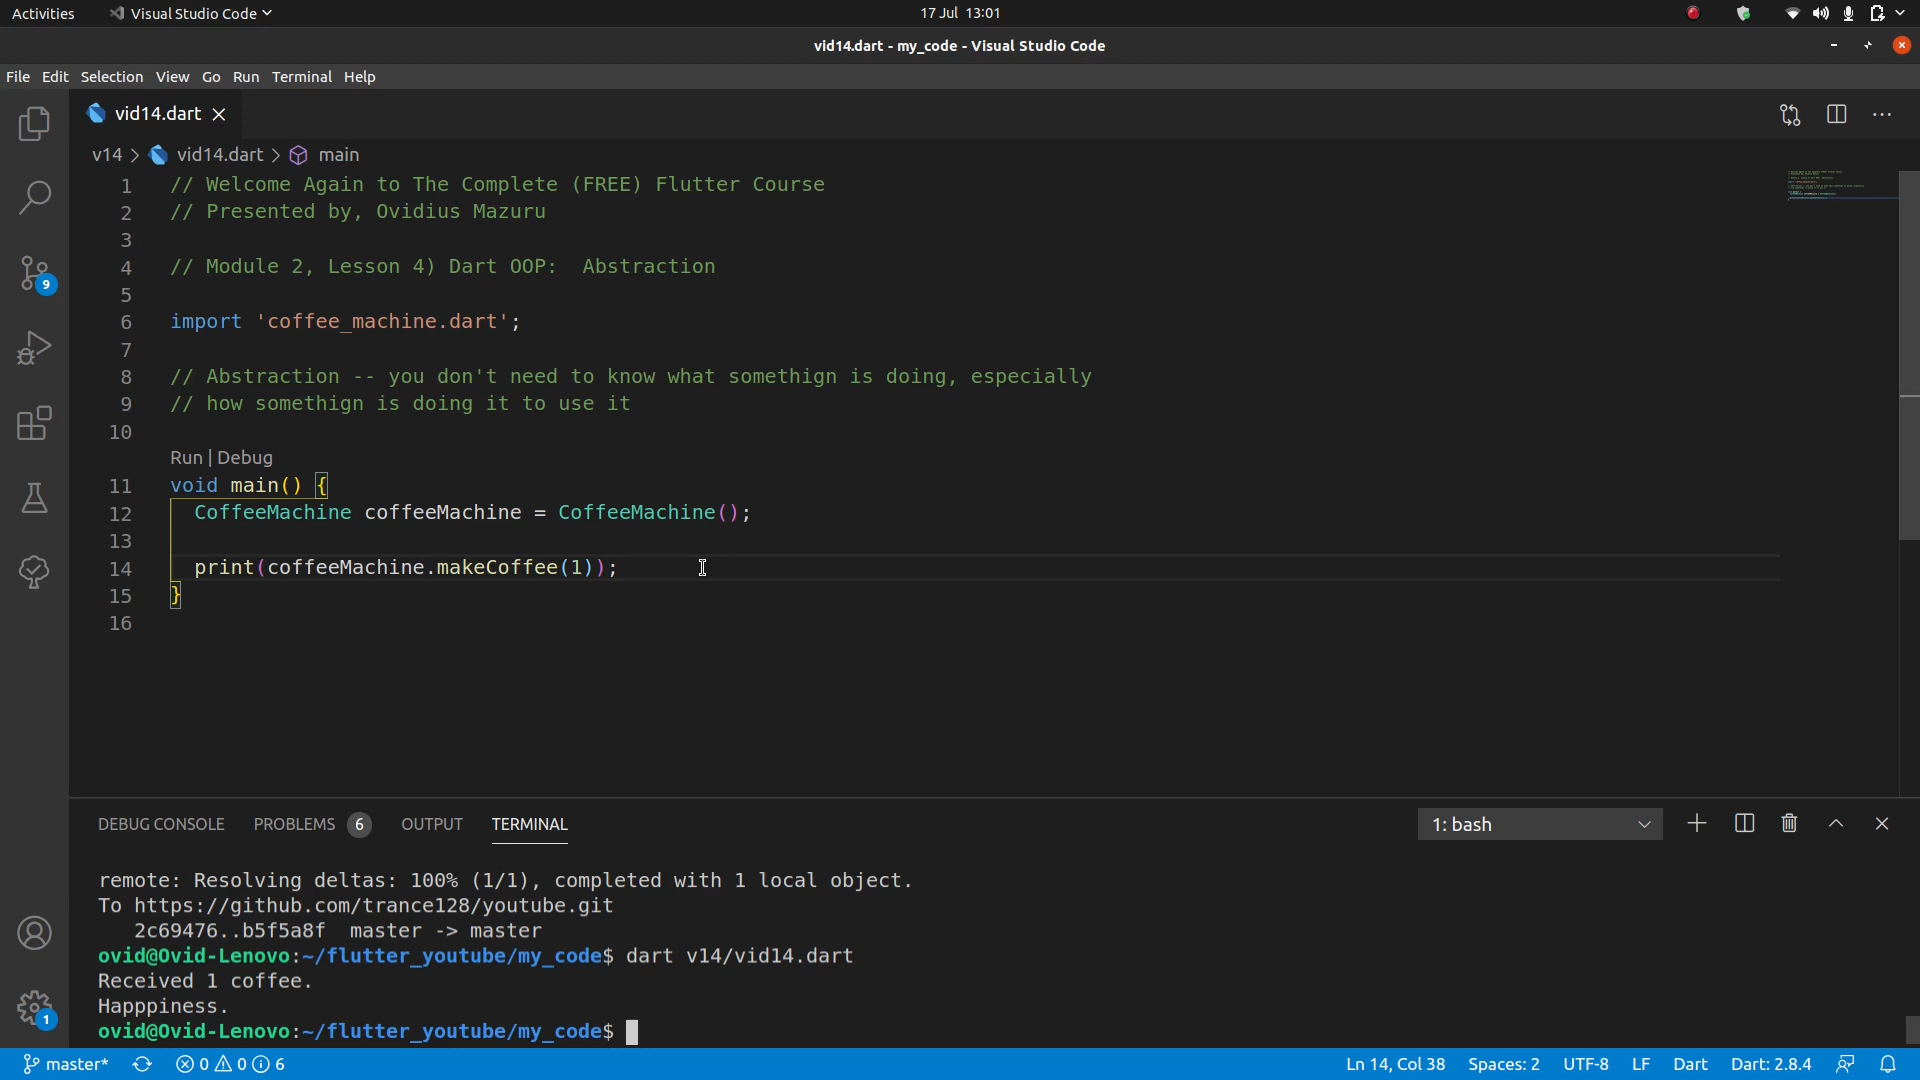 Activities Visual Studio Code 17 Jul 13:01
vid14.dart - my_code - Visual Studio Code
File Edit Selection View Go Run Terminal Help
vid14.dart
v14 > vid14.dart > main
1 // Welcome Again to The Complete (FREE) Flutter Course
2 // Presented by, Ovidius Mazuru
3
4 // Module 2, Lesson 4) Dart OOP:  Abstraction
5
6 import 'coffee_machine.dart';
7
8 // Abstraction -- you don't need to know what somethign is doing, especially
9 // how somethign is doing it to use it
10
Run | Debug
11 void main() {
12   CoffeeMachine coffeeMachine = CoffeeMachine();
13
14   print(coffeeMachine.makeCoffee(1));
15 }
16
9
DEBUG CONSOLE PROBLEMS 6 OUTPUT TERMINAL 1: bash
remote: Resolving deltas: 100% (1/1), completed with 1 local object.
To https://github.com/trance128/youtube.git
   2c69476..b5f5a8f  master -> master
ovid@Ovid-Lenovo:~/flutter_youtube/my_code$ dart v14/vid14.dart
Received 1 coffee.
Happpiness.
ovid@Ovid-Lenovo:~/flutter_youtube/my_code$
1
master* 0 0 6 Ln 14, Col 38 Spaces: 2 UTF-8 LF Dart Dart: 2.8.4